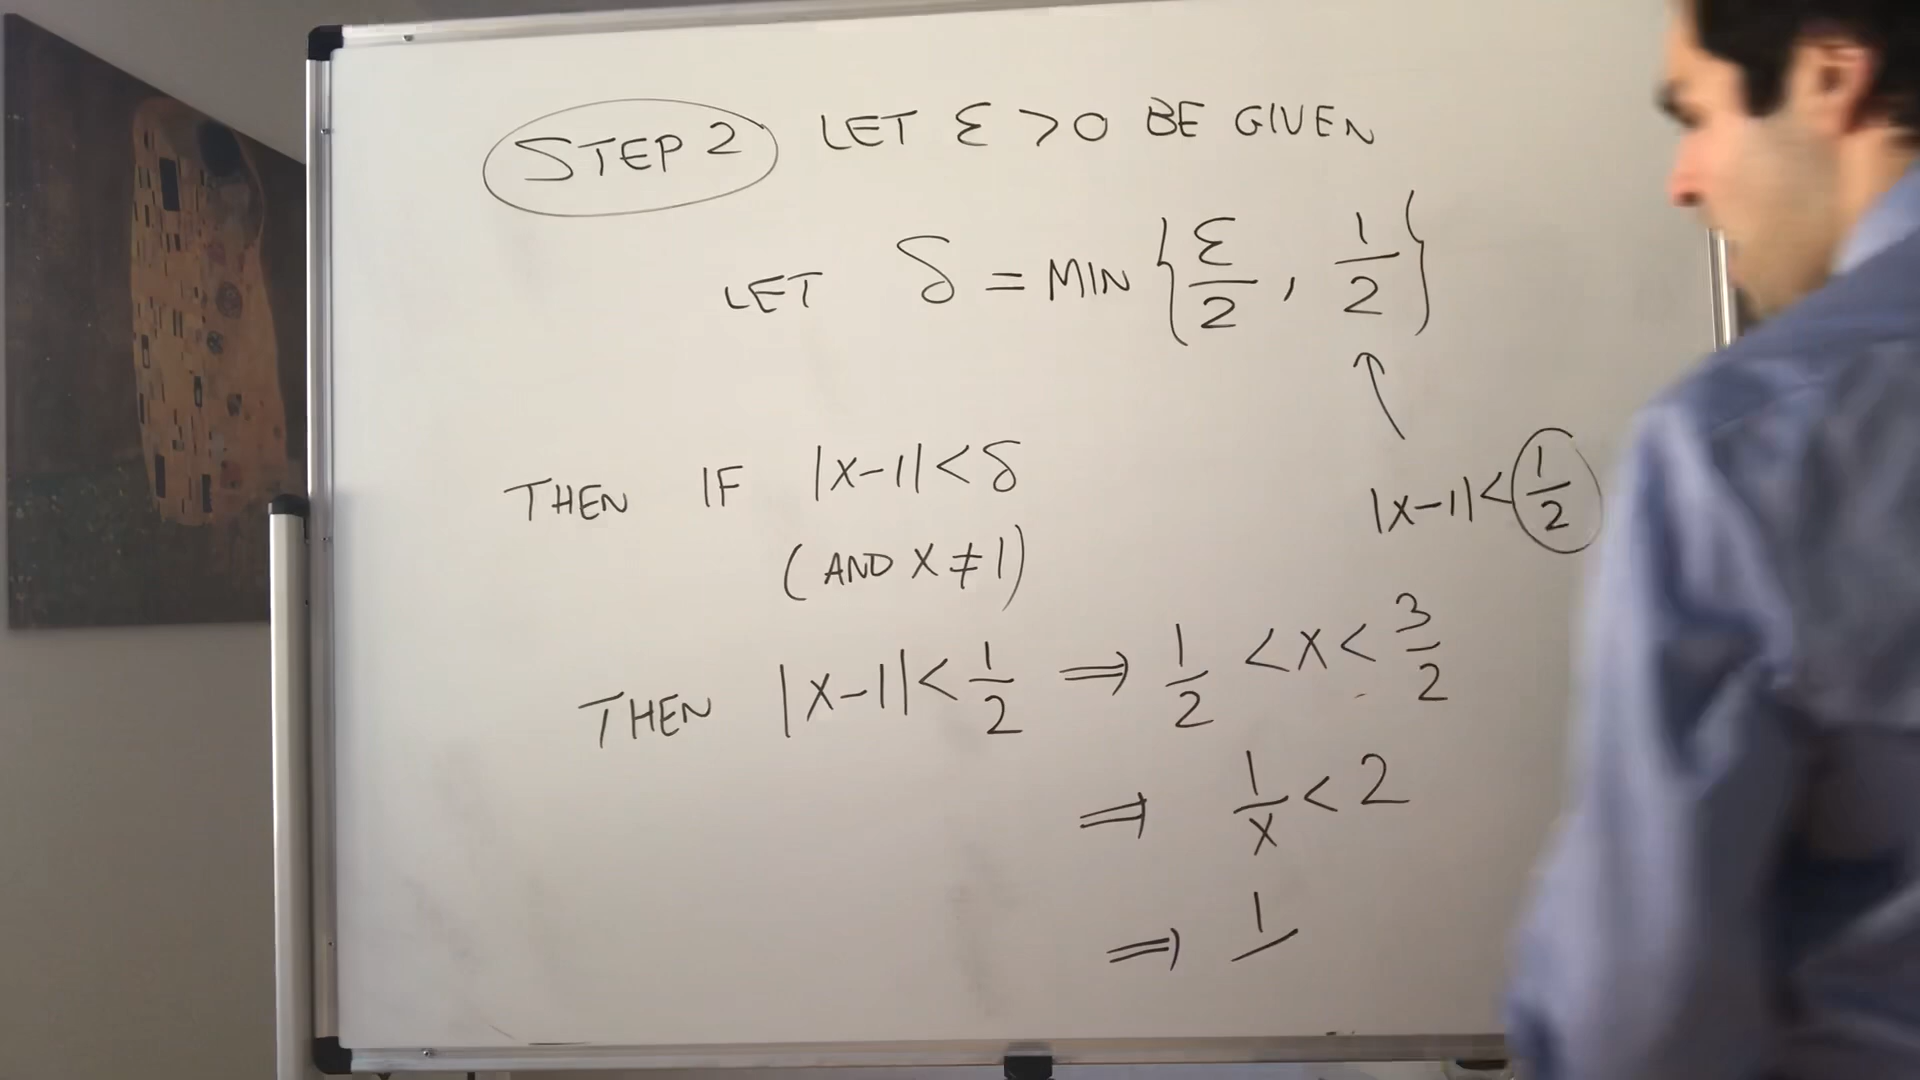 STEP 2 LET ε > 0 BE GIVEN
LET δ = MIN { ε/2 , 1/2 }
↑
|x-1| < 1/2
THEN IF |x-1| < δ
(AND x ≠ 1)
THEN |x-1| < 1/2 ⟹ 1/2 < x < 3/2
⟹ 1/x < 2
⟹ 1/